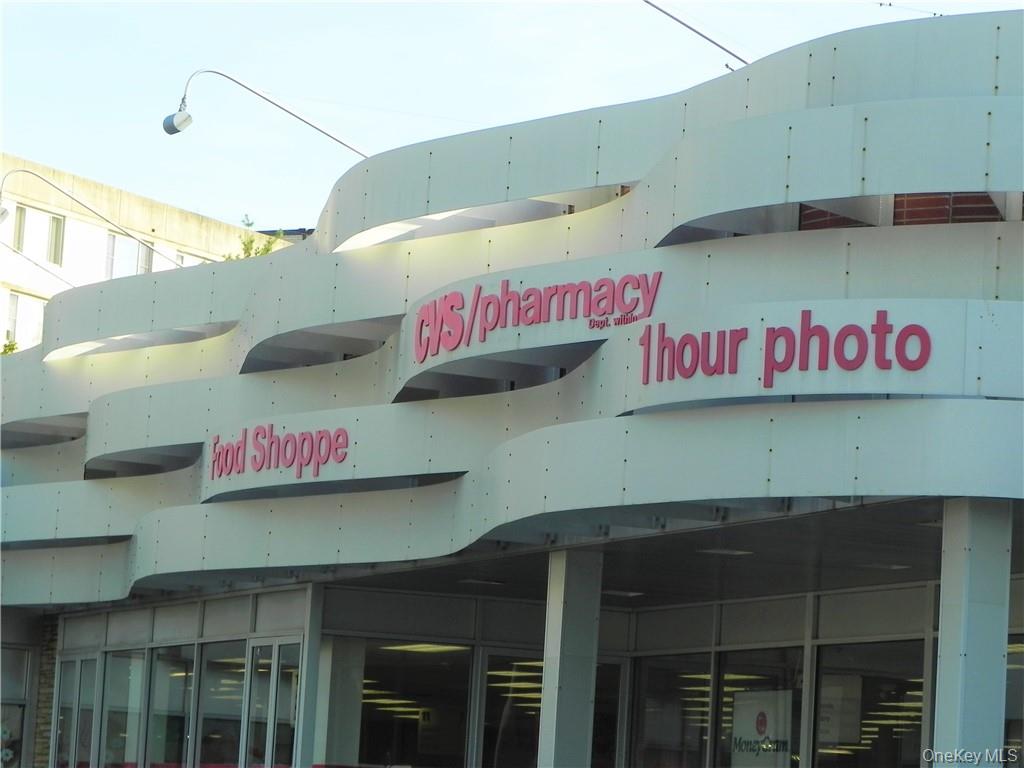 CVS/pharmacy
Dept. within
1 hour photo
Food Shoppe
MoneyGram
OneKey MLS